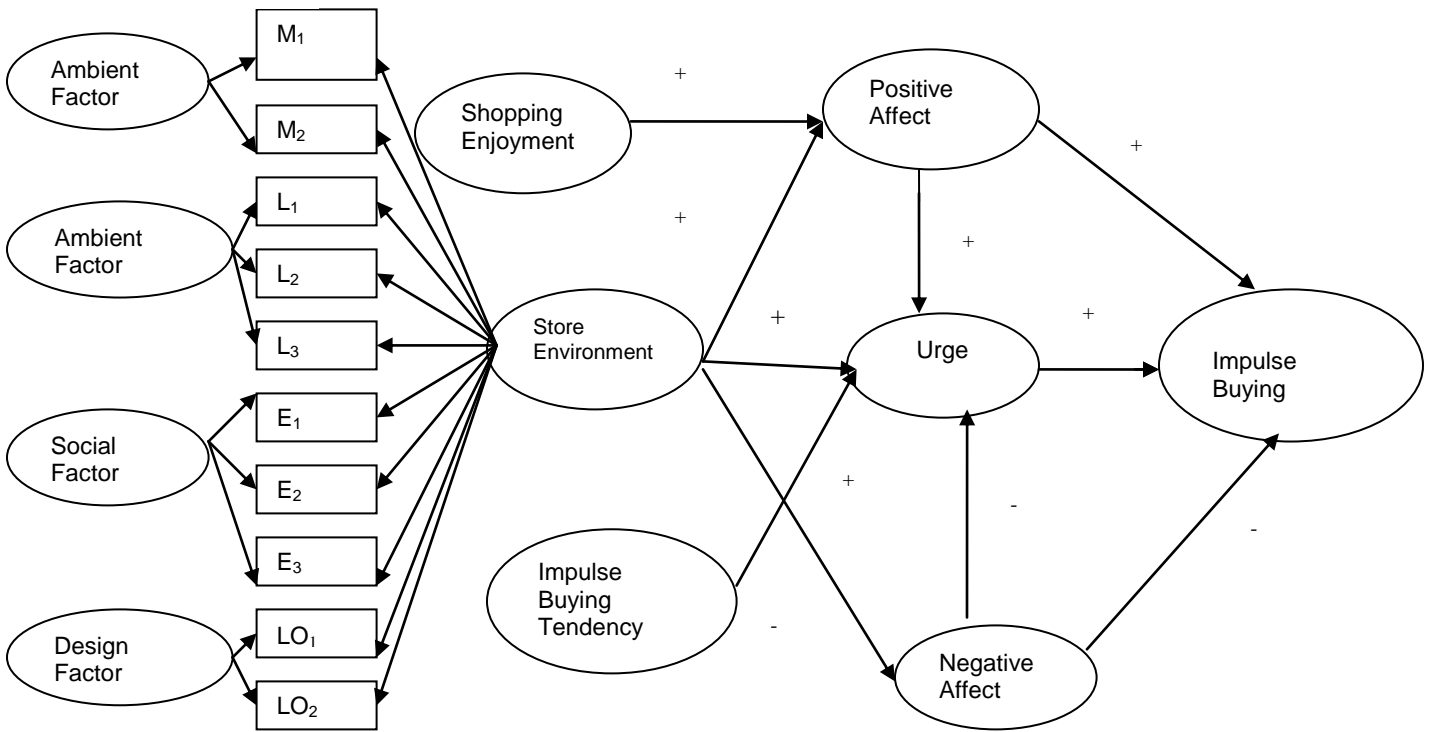 Ambient
Factor
M₁
M₂
Ambient
Factor
L₁
L₂
L₃
Social
Factor
E₁
E₂
E₃
Design
Factor
LO₁
LO₂
Shopping
Enjoyment
Store
Environment
Impulse
Buying
Tendency
+
+
+
+
-
Positive
Affect
+
Urge
-
Negative
Affect
+
+
-
Impulse
Buying